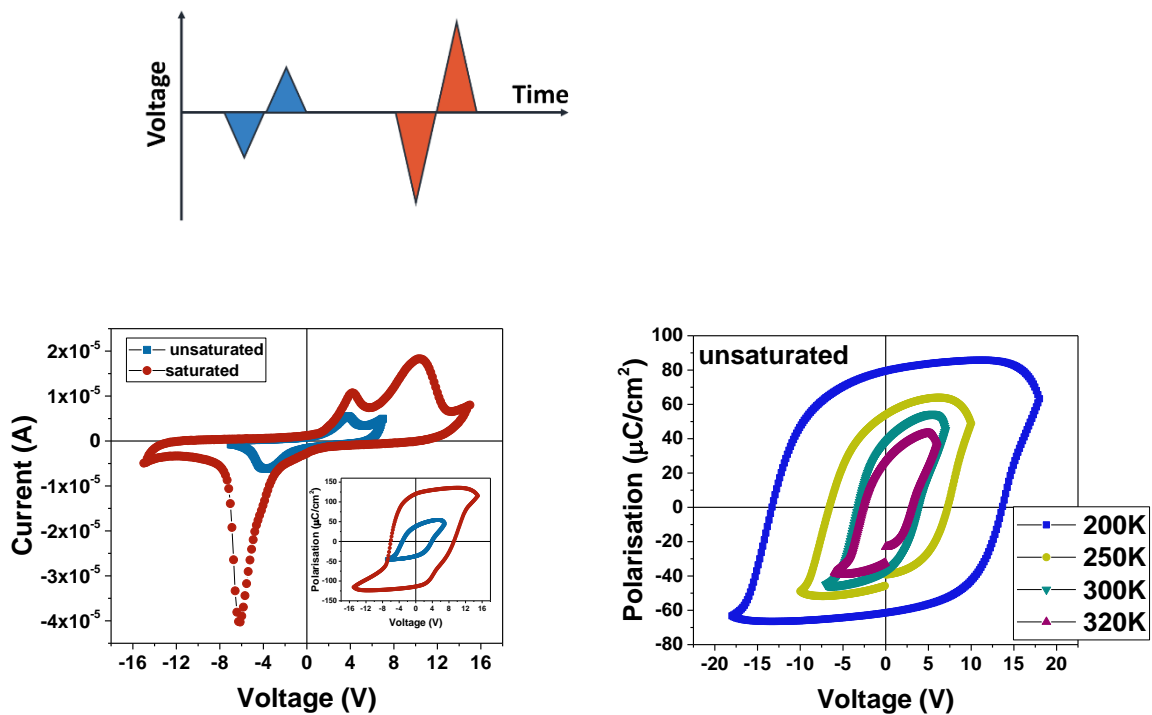 Voltage
Time
unsaturated
saturated
2x10⁻⁵
1x10⁻⁵
0
-1x10⁻⁵
-2x10⁻⁵
-3x10⁻⁵
-4x10⁻⁵
Current (A)
-16 -12 -8 -4 0 4 8 12 16
Voltage (V)
150
100
50
0
-50
-100
-150
Polarisation (μC/cm²)
-16 -12 -8 -4 0 4 8 12 16
Voltage (V)
unsaturated
100
80
60
40
20
0
-20
-40
-60
-80
Polarisation (μC/cm²)
-20 -15 -10 -5 0 5 10 15 20
Voltage (V)
200K
250K
300K
320K